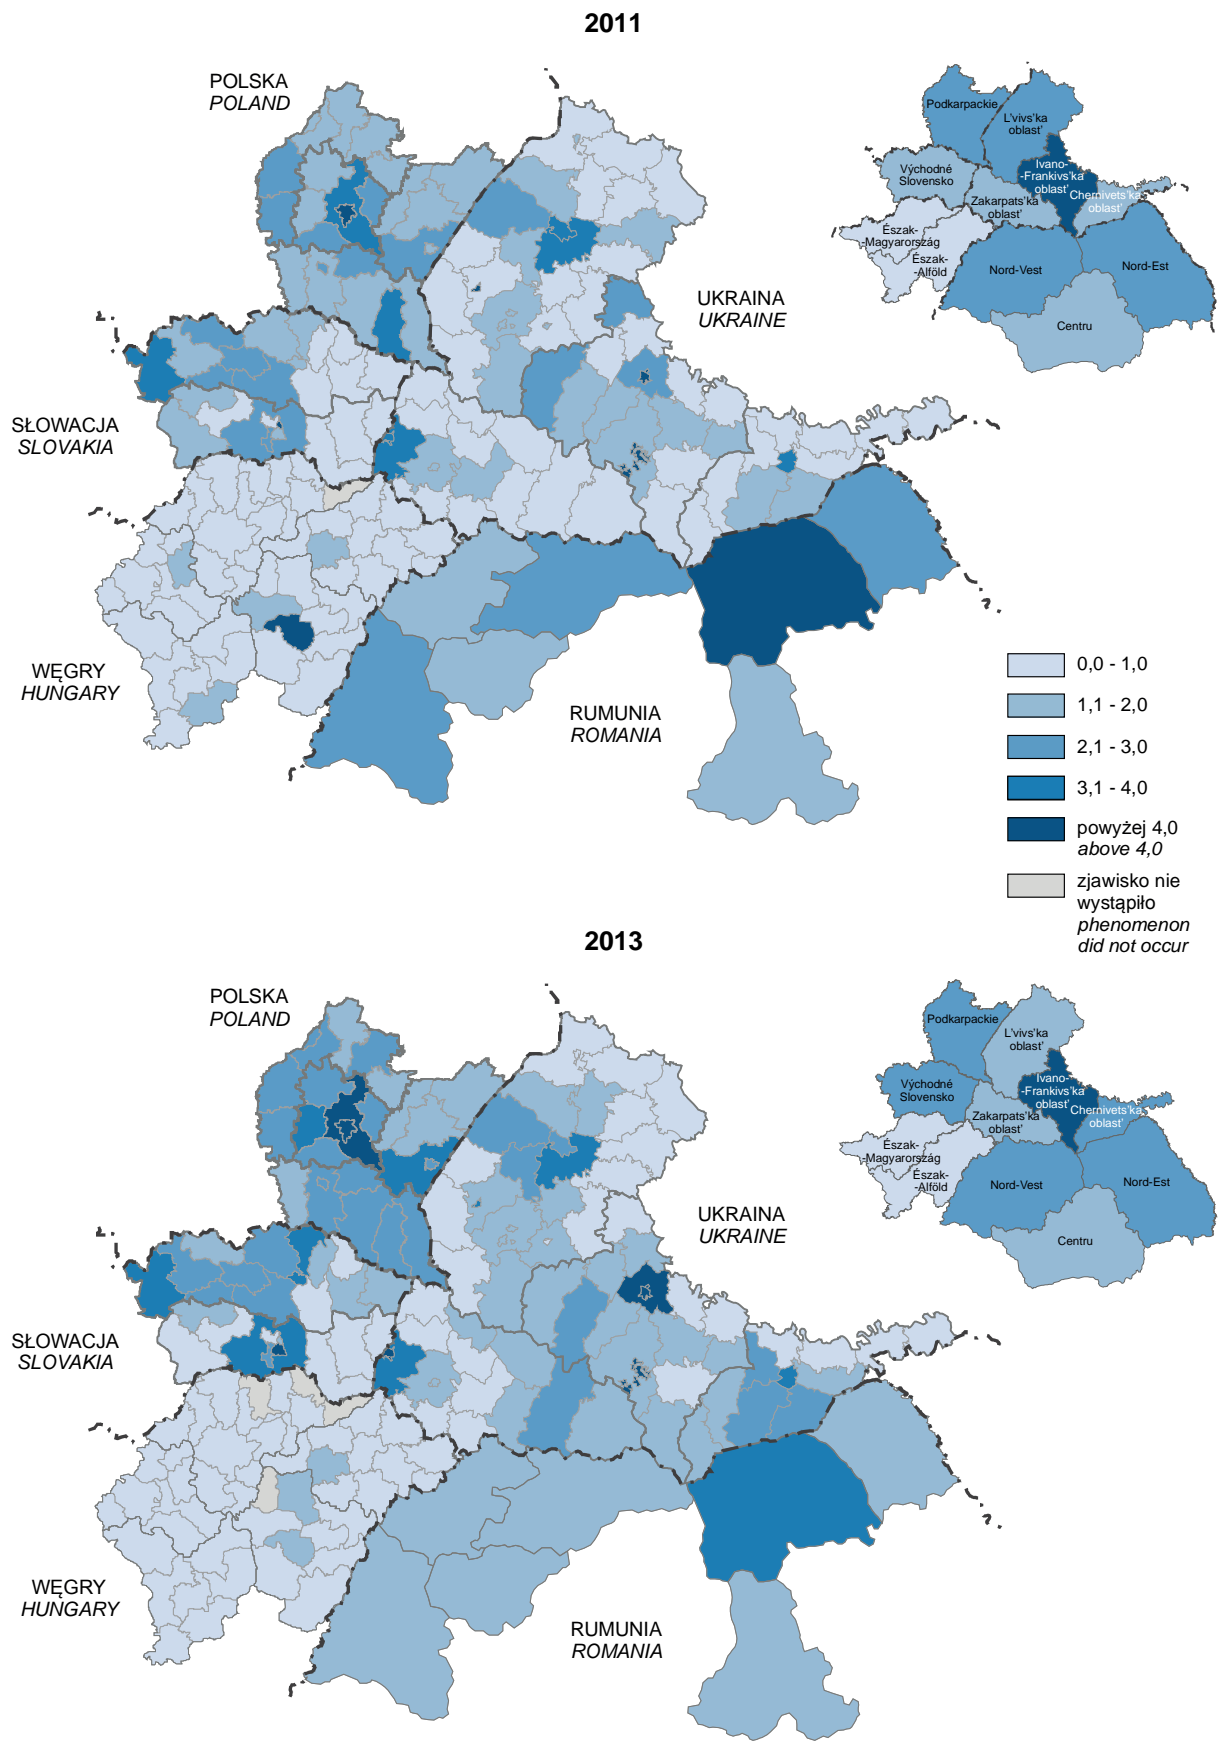 2011
POLSKA
POLAND
Podkarpackie
L'vivs'ka
oblast'
Východné
Slovensko
Ivano-
-Frankivs'ka
oblast'
Zakarpats'ka
oblast'
Chernivets'ka
oblast'
Észak-
-Magyarország
Észak-
-Alföld
Nord-Vest
Nord-Est
Centru
UKRAINA
UKRAINE
SŁOWACJA
SLOVAKIA
WĘGRY
HUNGARY
RUMUNIA
ROMANIA
0,0 - 1,0
1,1 - 2,0
2,1 - 3,0
3,1 - 4,0
powyżej 4,0
above 4,0
zjawisko nie
wystąpiło
phenomenon
did not occur
2013
POLSKA
POLAND
Podkarpackie
L'vivs'ka
oblast'
Východné
Slovensko
Ivano-
-Frankivs'ka
oblast'
Zakarpats'ka
oblast'
Chernivets'ka
oblast'
Észak-
-Magyarország
Észak-
-Alföld
Nord-Vest
Nord-Est
Centru
UKRAINA
UKRAINE
SŁOWACJA
SLOVAKIA
WĘGRY
HUNGARY
RUMUNIA
ROMANIA